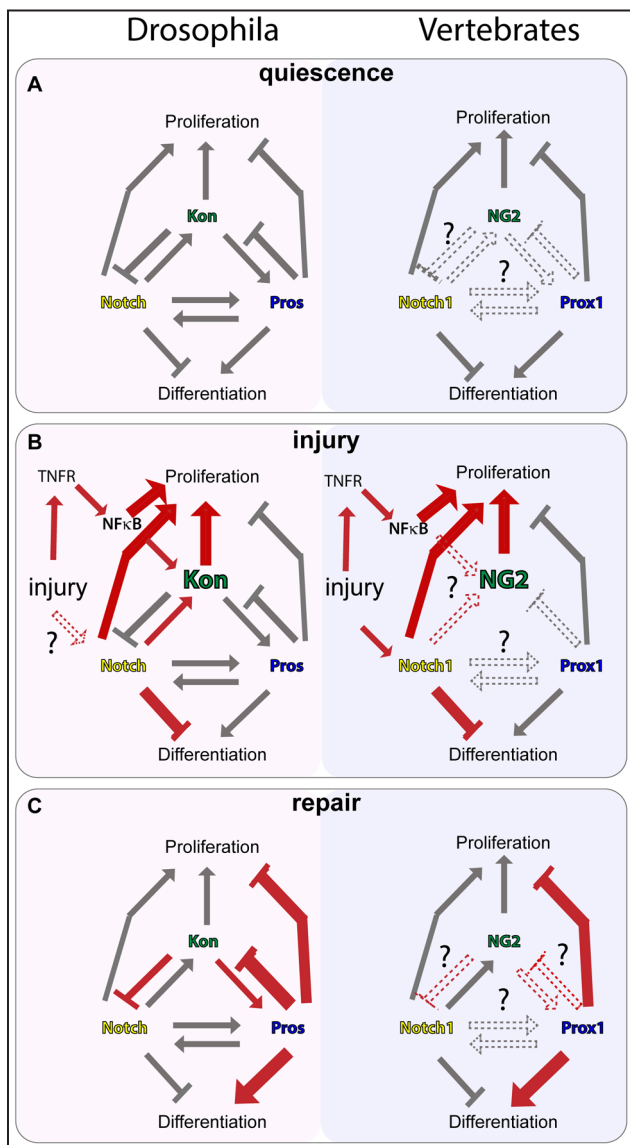 Drosophila
Vertebrates
quiescence
A
Proliferation
Kon
Notch
Pros
Differentiation
Proliferation
NG2
?
?
Notch1
Prox1
Differentiation
injury
B
TNFR
Proliferation
NFκB
injury
Kon
?
Notch
Pros
Differentiation
TNFR
Proliferation
NFκB
injury
NG2
?
?
Notch1
Prox1
Differentiation
repair
C
Proliferation
Kon
Notch
Pros
Differentiation
Proliferation
NG2
?
?
?
Notch1
Prox1
Differentiation